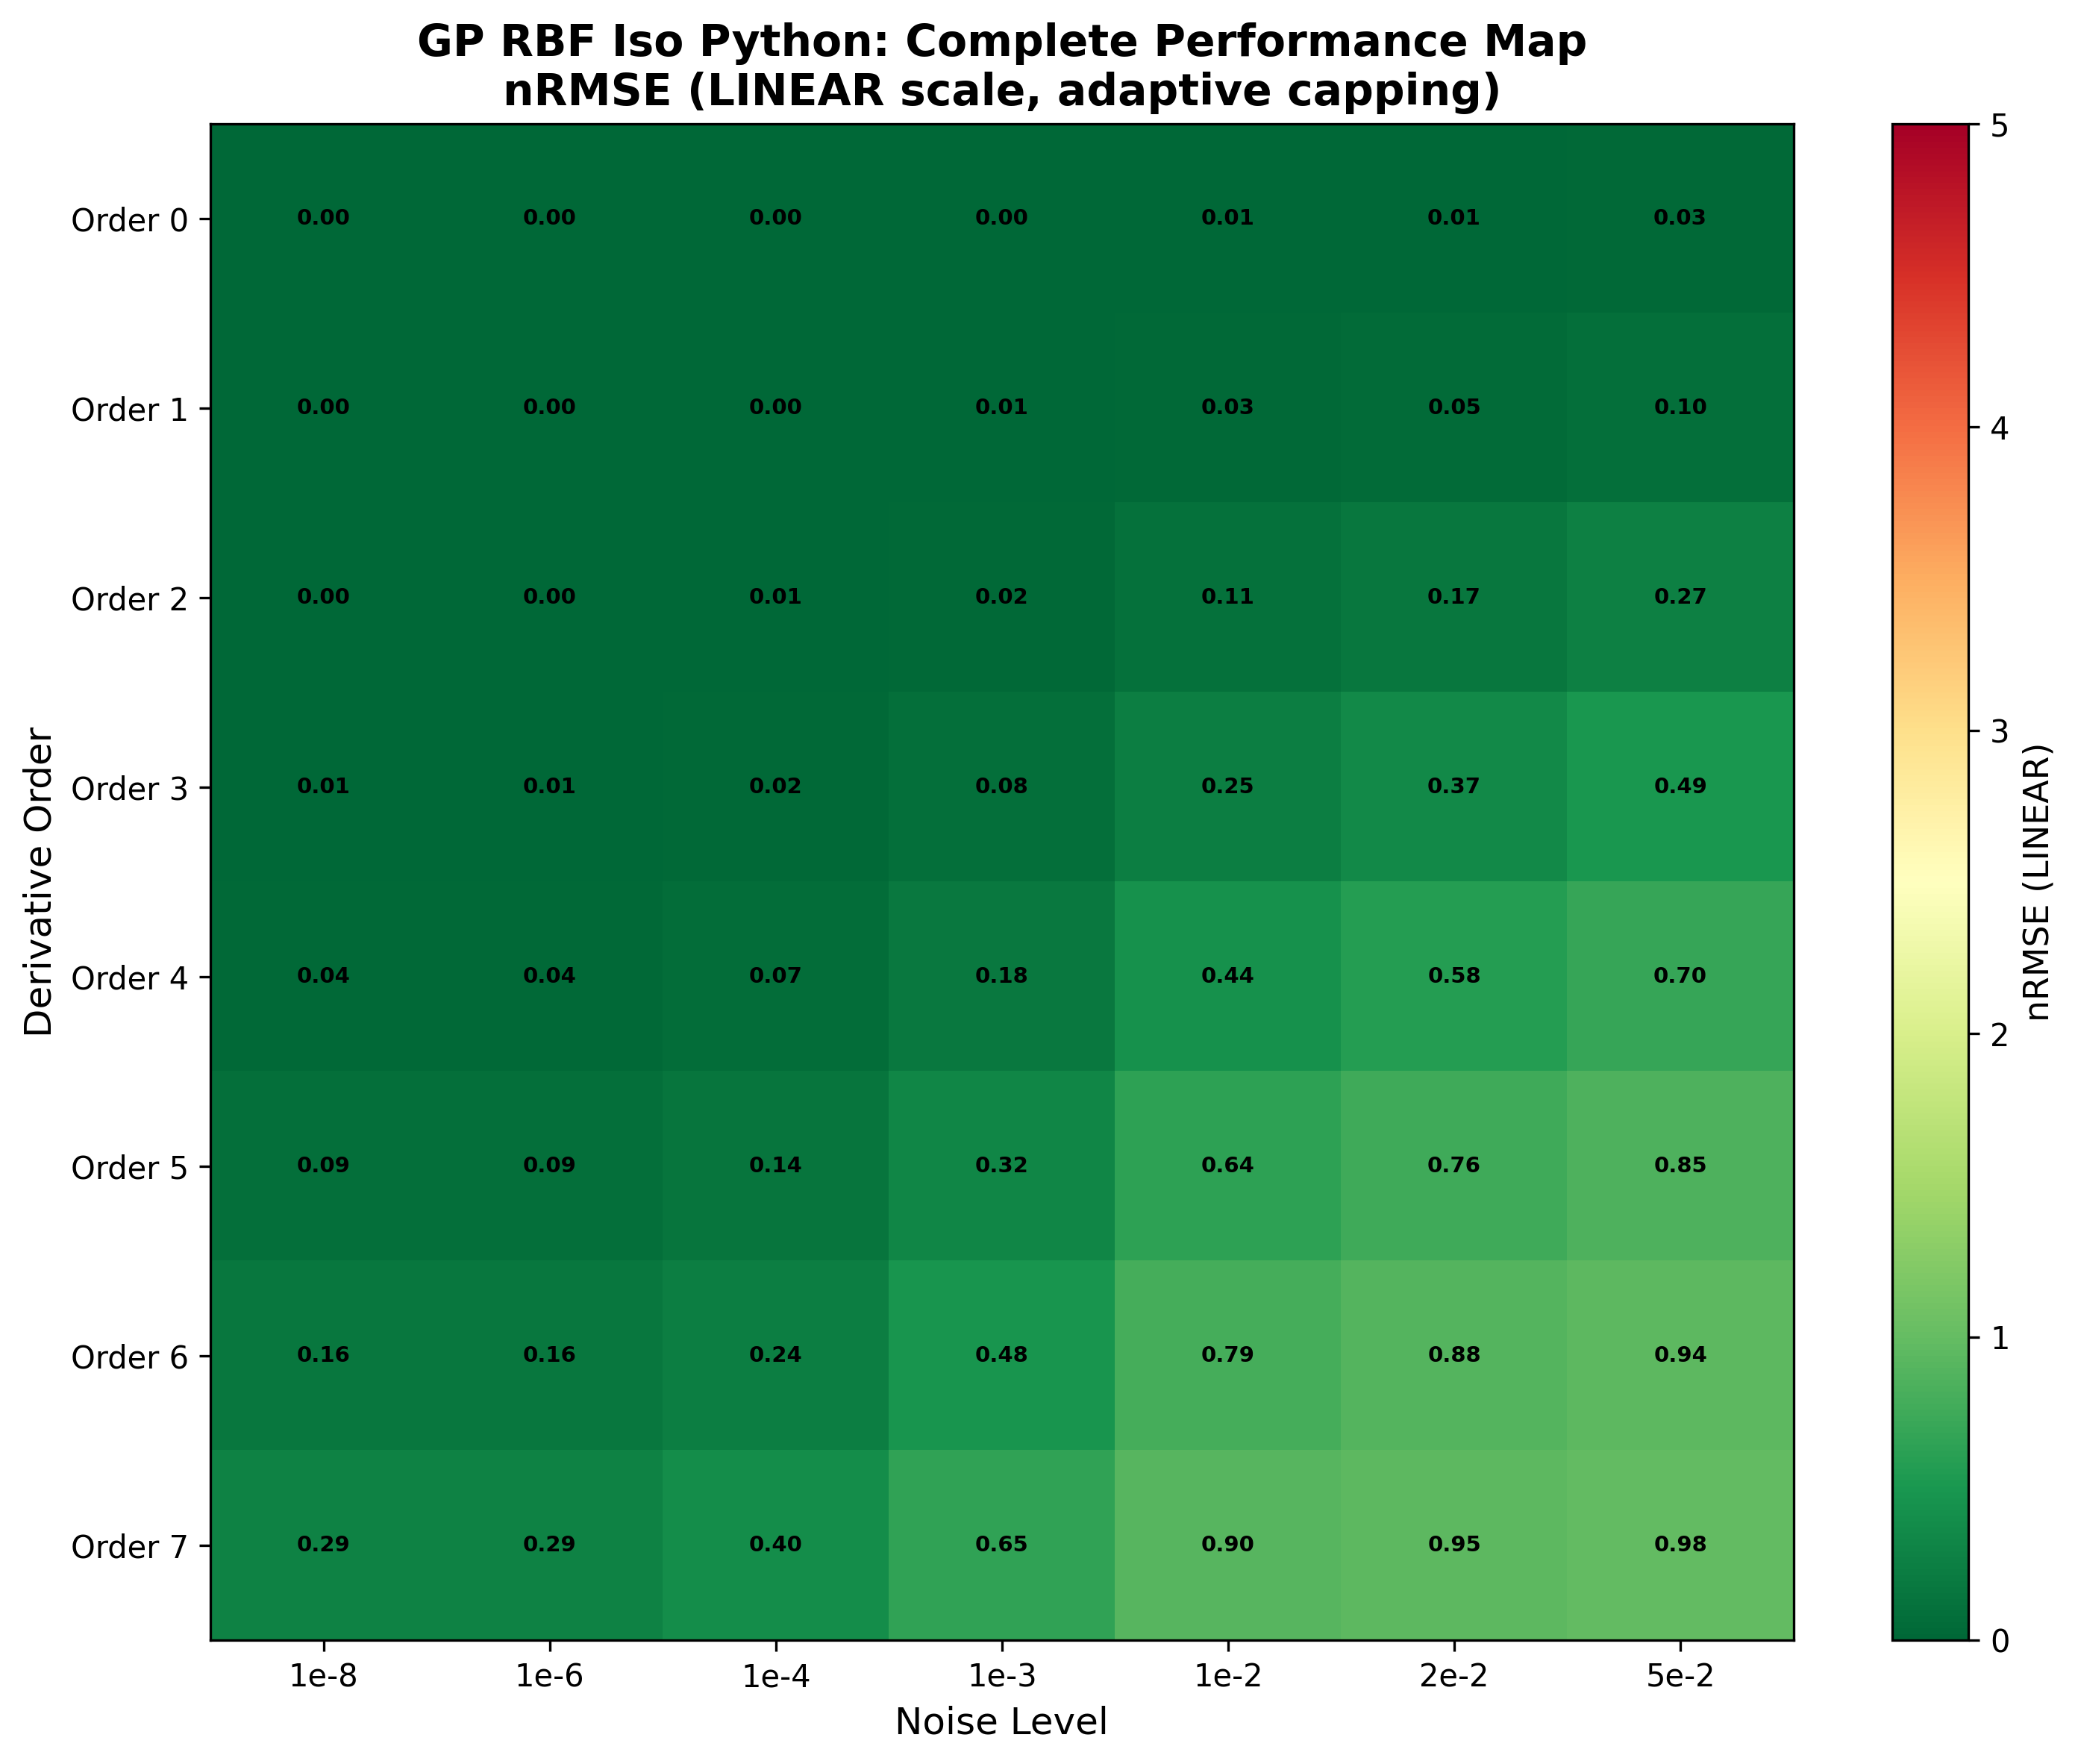 GP RBF Iso Python: Complete Performance Map
nRMSE (LINEAR scale, adaptive capping)
Derivative Order
Order 0 0.00 0.00 0.00 0.00 0.01 0.01 0.03
Order 1 0.00 0.00 0.00 0.01 0.03 0.05 0.10
Order 2 0.00 0.00 0.01 0.02 0.11 0.17 0.27
Order 3 0.01 0.01 0.02 0.08 0.25 0.37 0.49
Order 4 0.04 0.04 0.07 0.18 0.44 0.58 0.70
Order 5 0.09 0.09 0.14 0.32 0.64 0.76 0.85
Order 6 0.16 0.16 0.24 0.48 0.79 0.88 0.94
Order 7 0.29 0.29 0.40 0.65 0.90 0.95 0.98
1e-8 1e-6 1e-4 1e-3 1e-2 2e-2 5e-2
Noise Level
5
4
3
2
1
0
nRMSE (LINEAR)